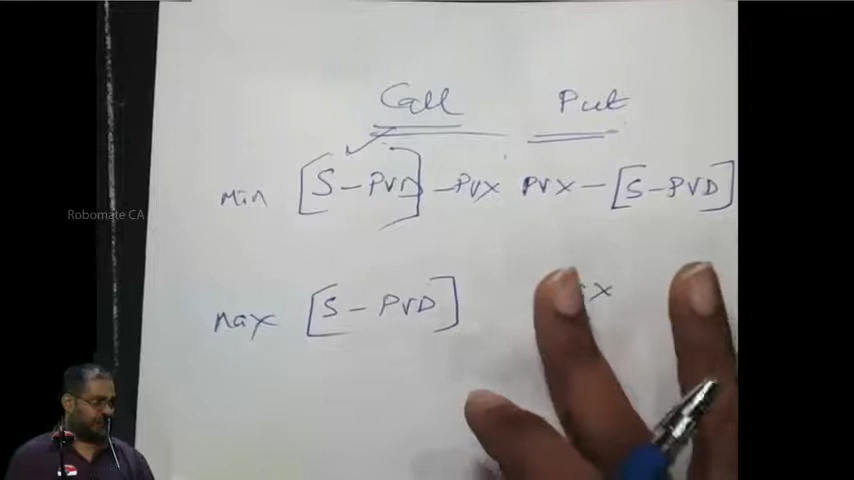 Call Put
Min [S - PVD] - PVX PVX - [S - PVD]
Robomate CA
Max [S - PVD] X